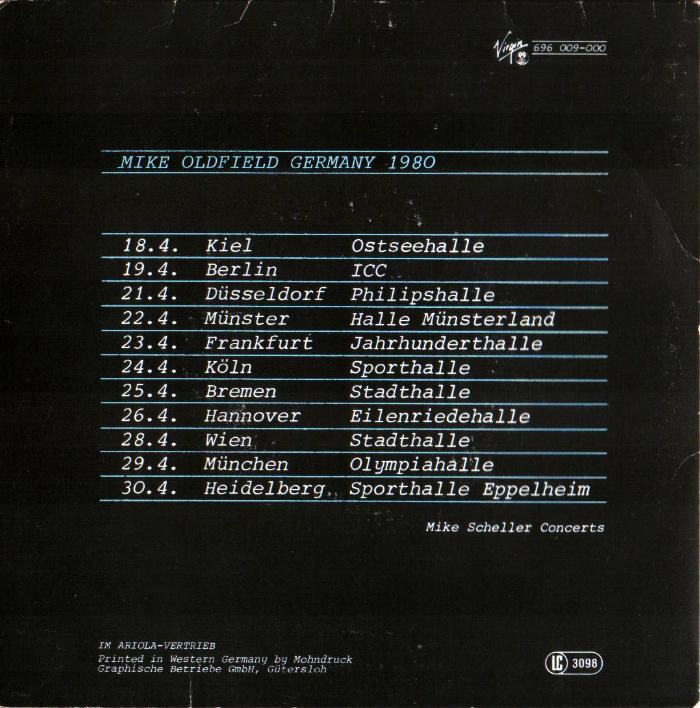 Virgin 696 009-000
MIKE OLDFIELD GERMANY 1980
18.4. Kiel Ostseehalle
19.4. Berlin ICC
21.4. Düsseldorf Philipshalle
22.4. Münster Halle Münsterland
23.4. Frankfurt Jahrhunderthalle
24.4. Köln Sporthalle
25.4. Bremen Stadthalle
26.4. Hannover Eilenriedehalle
28.4. Wien Stadthalle
29.4. München Olympiahalle
30.4. Heidelberg Sporthalle Eppelheim
Mike Scheller Concerts
IM ARIOLA-VERTRIEB
Printed in Western Germany by Mohndruck
Graphische Betriebe GmbH, Gütersloh
LC 3098